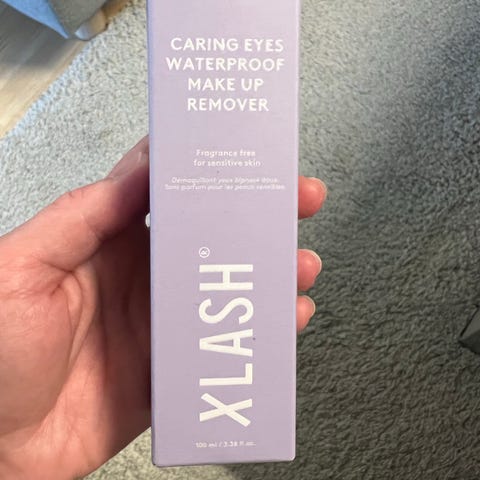 CARING EYES
WATERPROOF
MAKE UP
REMOVER
Fragrance free
for sensitive skin
Démaquillant yeux biphasé doux.
Sans parfum pour les peaux sensibles.
XLASH®
100 ml / 3.38 fl oz.